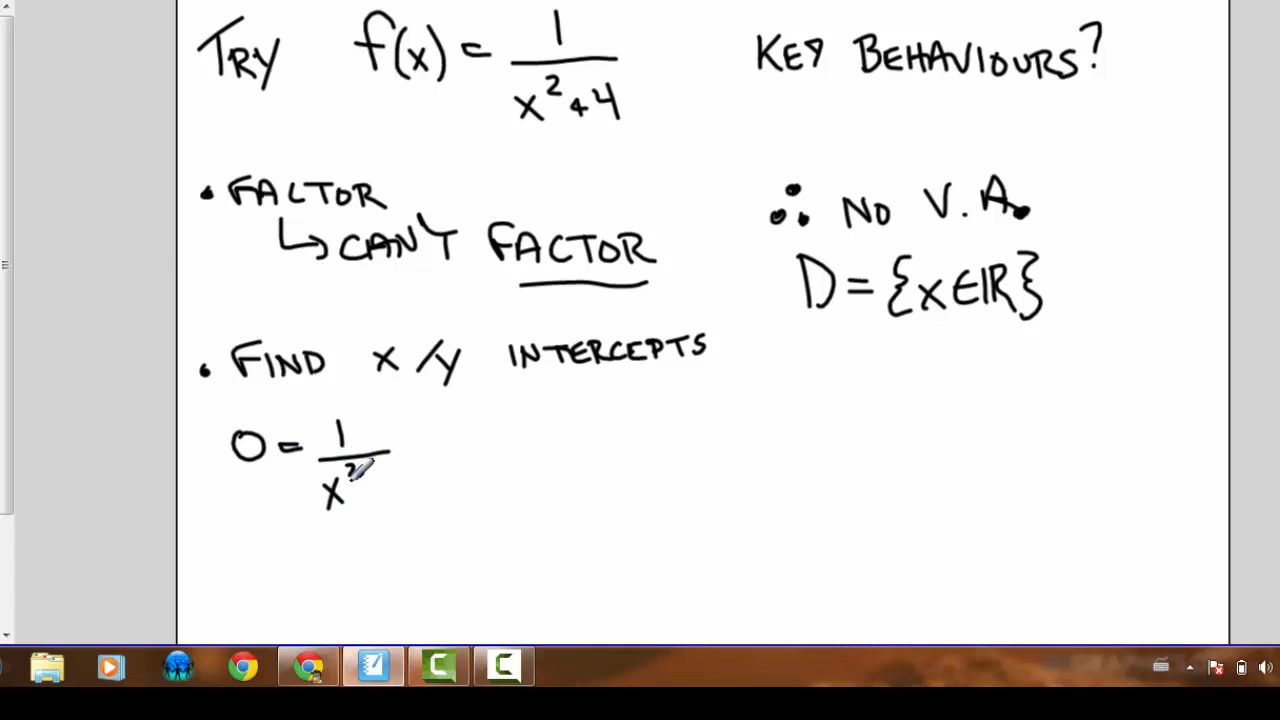 TRY f(x) = 1/(x²+4) KEY BEHAVIOURS?
• FACTOR
↳ CAN'T FACTOR
∴ No V.A.
D = {x∈ℝ}
• FIND x/y INTERCEPTS
0 = 1/x²